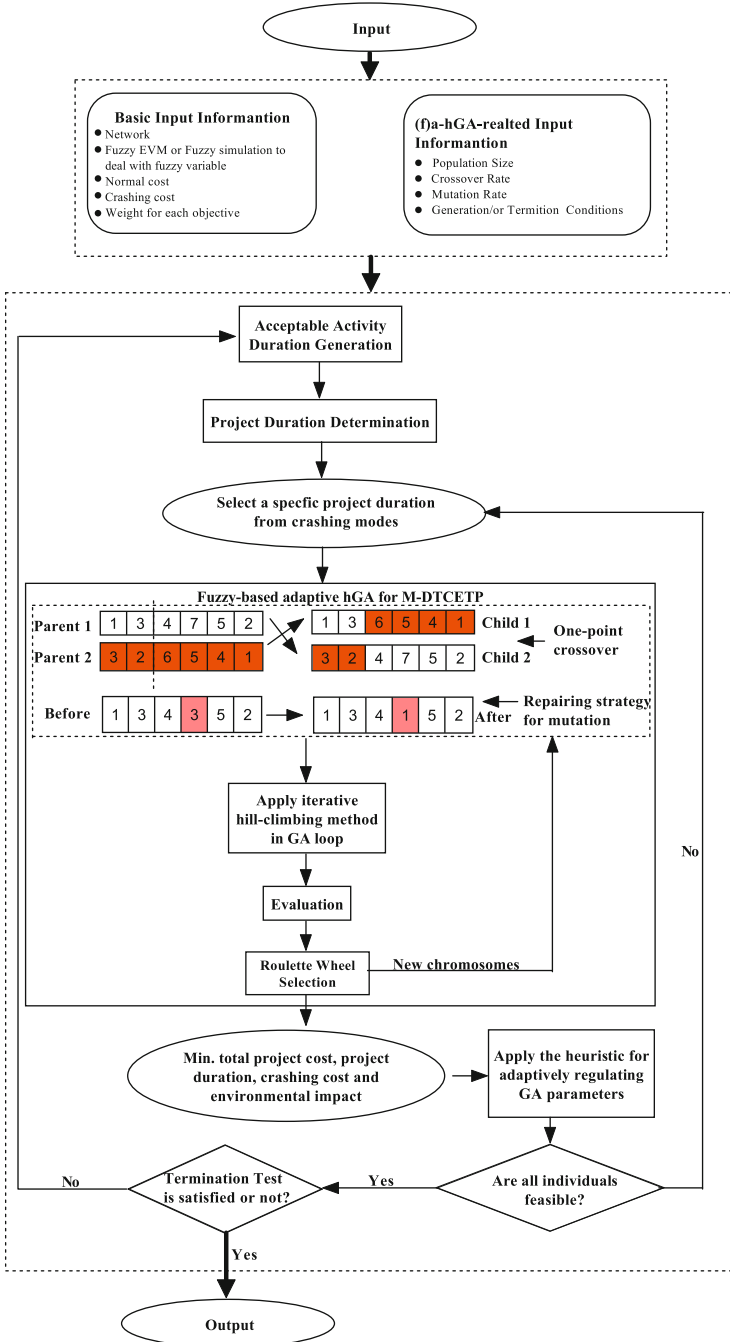 Input
Basic Input Informantion
● Network
● Fuzzy EVM or Fuzzy simulation to
deal with fuzzy variable
● Normal cost
● Crashing cost
● Weight for each objective
(f)a-hGA-realted Input
Informantion
● Population Size
● Crossover Rate
● Mutation Rate
● Generation/or Termition Conditions
Acceptable Activity
Duration Generation
Project Duration Determination
Select a specfic project duration
from crashing modes
Fuzzy-based adaptive hGA for M-DTCETP
Parent 1 1 3 4 7 5 2
1 3 6 5 4 1 Child 1
Parent 2 3 2 6 5 4 1
3 2 4 7 5 2 Child 2
One-point
crossover
Before 1 3 4 3 5 2
1 3 4 1 5 2 After
Repairing strategy
for mutation
Apply iterative
hill-climbing method
in GA loop
No
Evaluation
Roulette Wheel
Selection
New chromosomes
Min. total project cost, project
duration, crashing cost and
environmental impact
Apply the heuristic for
adaptively regulating
GA parameters
No
Termination Test
is satisfied or not?
Yes
Are all individuals
feasible?
Yes
Output